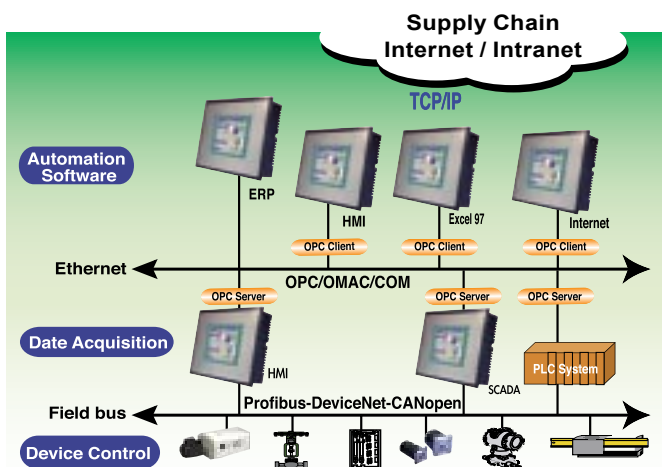 Supply Chain
Internet / Intranet
TCP/IP
Automation
Software
ERP
HMI
Excel 97
Internet
OPC Client
OPC Client
OPC Client
Ethernet
OPC/OMAC/COM
OPC Server
OPC Server
OPC Server
Date Acquisition
HMI
SCADA
PLC System
Field bus
Profibus-DeviceNet-CANopen
Device Control